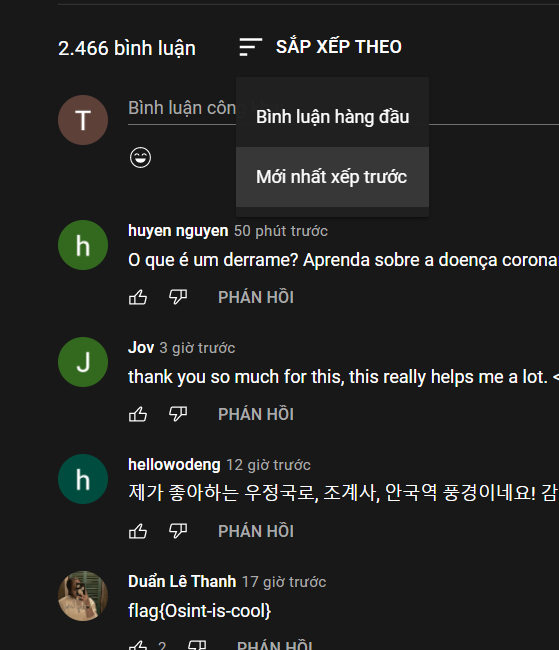 2.466 bình luận
SẮP XẾP THEO
Bình luận công
Bình luận hàng đầu
Mới nhất xếp trước
T
h
huyen nguyen 50 phút trước
O que é um derrame? Aprenda sobre a doença corona
PHẢN HỒI
J
Jov 3 giờ trước
thank you so much for this, this really helps me a lot. <
PHẢN HỒI
h
hellowodeng 12 giờ trước
제가 좋아하는 우정국로, 조계사, 안국역 풍경이네요! 감
PHẢN HỒI
Duẩn Lê Thanh 17 giờ trước
flag{Osint-is-cool}
2
PHẢN HỒI